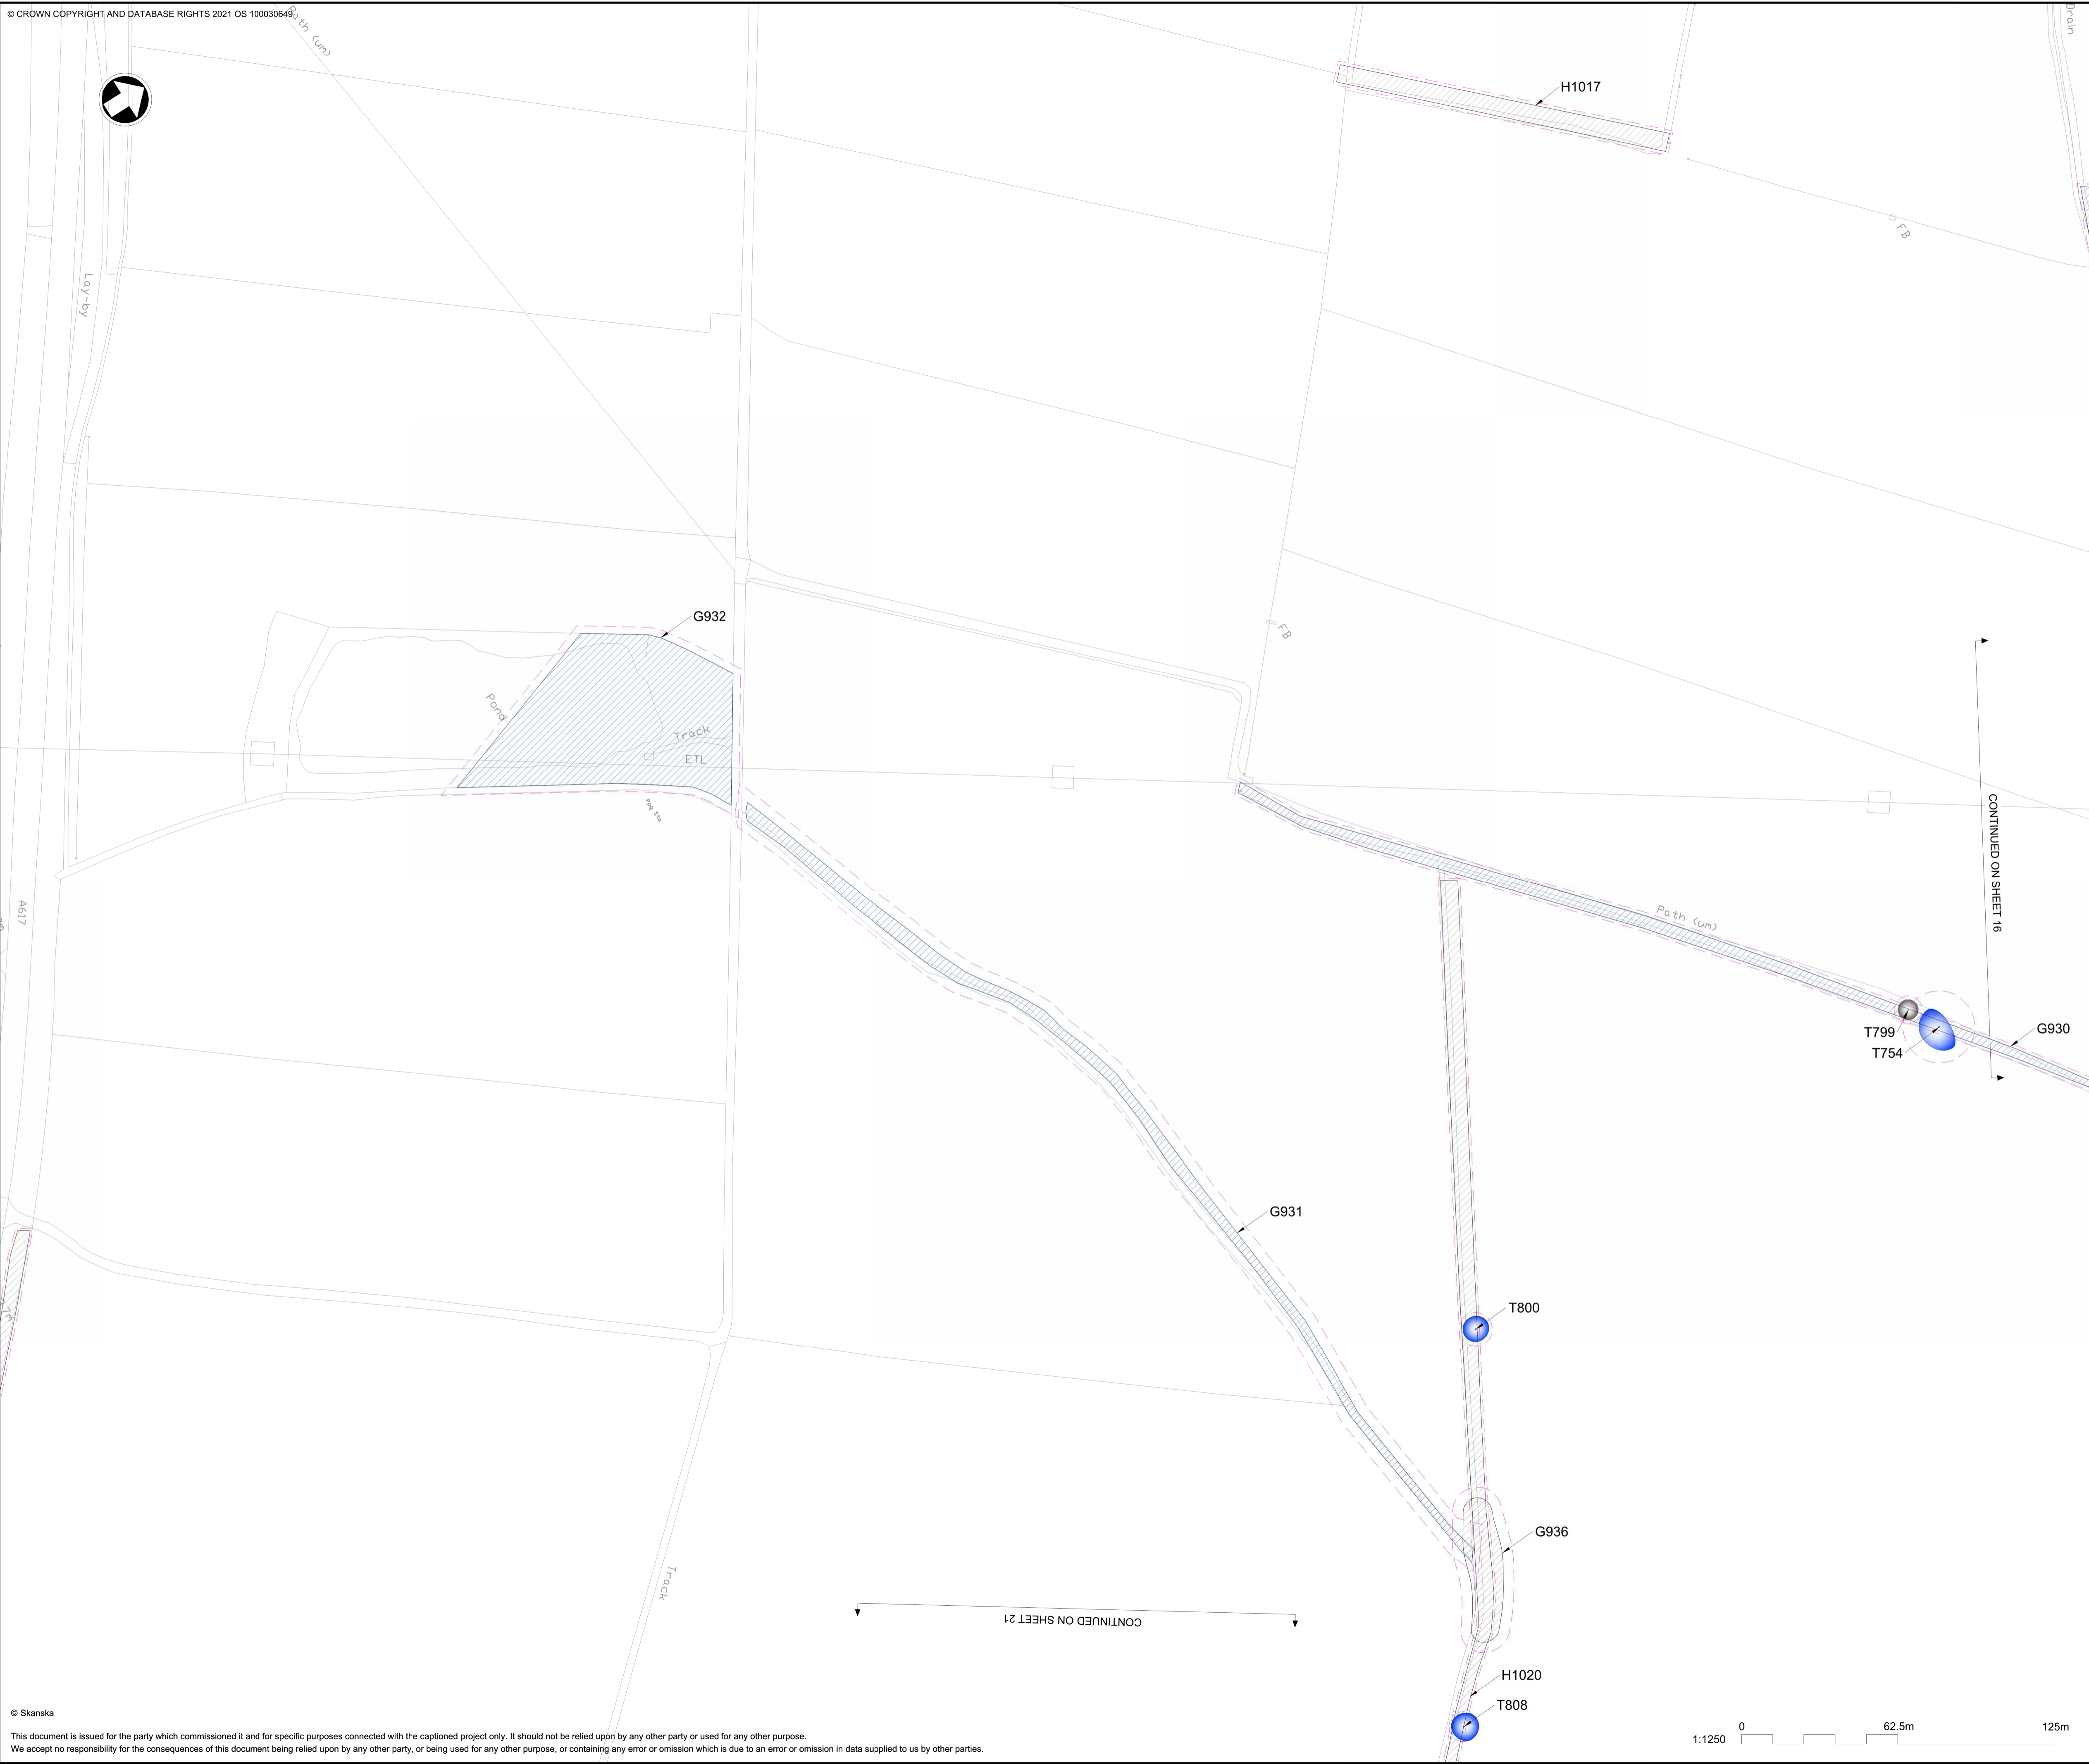 © CROWN COPYRIGHT AND DATABASE RIGHTS 2021 OS 100030649
Path (um)
Drain
H1017
FB
Lay-by
G932
FB
Pond
Track
ETL
Ppg Sta
CONTINUED ON SHEET 16
A617
Path (um)
T799
T754
G930
G931
T800
G936
Track
CONTINUED ON SHEET 21
H1020
T808
© Skanska
This document is issued for the party which commissioned it and for specific purposes connected with the captioned project only. It should not be relied upon by any other party or used for any other purpose.
We accept no responsibility for the consequences of this document being relied upon by any other party, or being used for any other purpose, or containing any error or omission which is due to an error or omission in data supplied to us by other parties.
1:1250
0 62.5m 125m